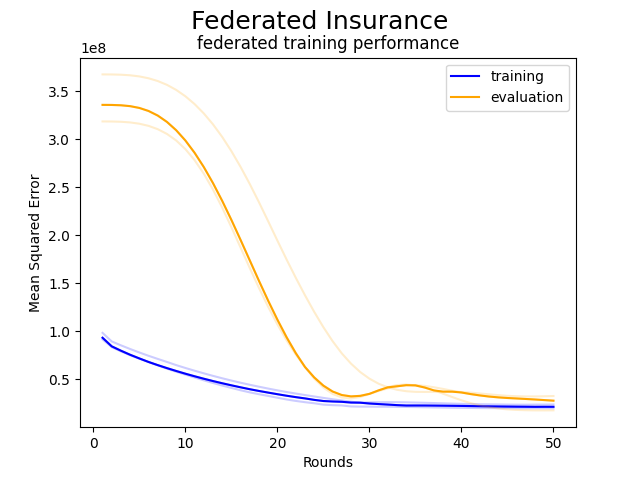 Federated Insurance
federated training performance
1e8
training
evaluation
3.5
3.0
2.5
2.0
1.5
1.0
0.5
Mean Squared Error
0 10 20 30 40 50
Rounds